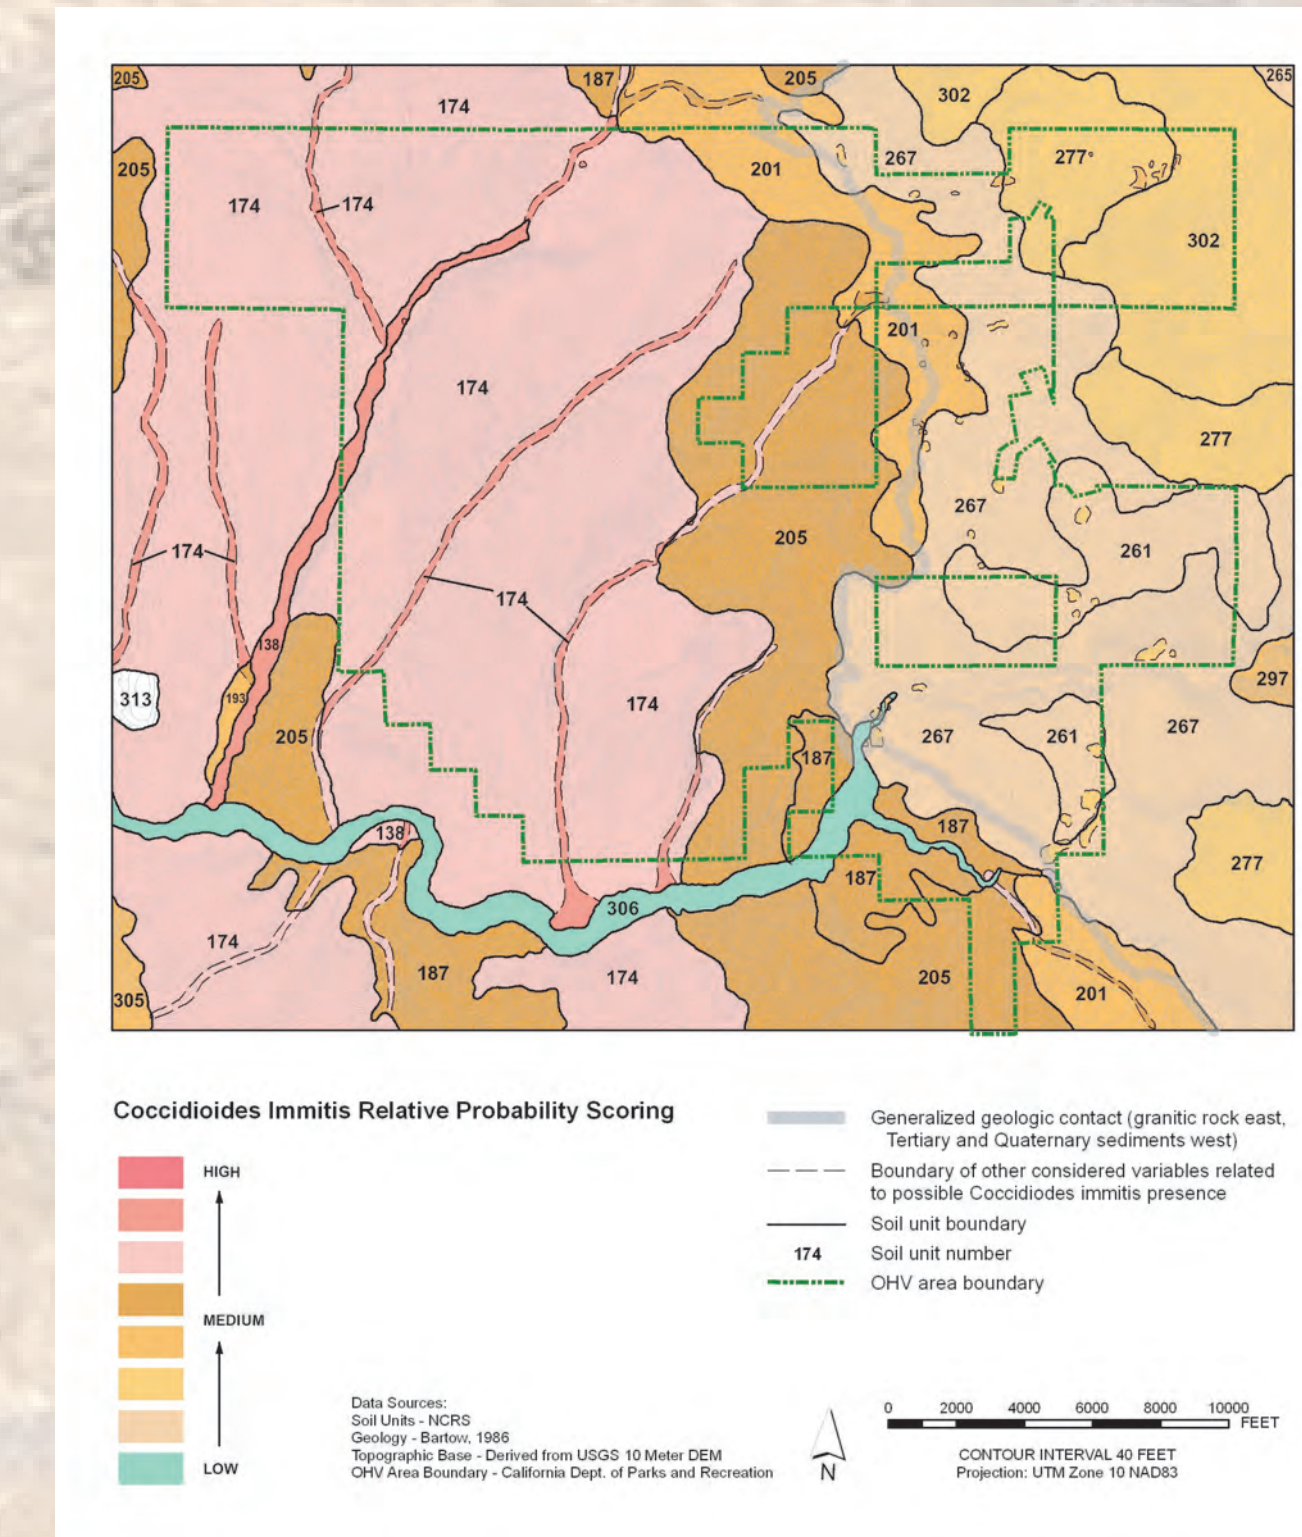 205
187
205
265
302
174
205
267
277
201
174
174
302
201
174
277
267
205
261
174
174
138
297
313
193
174
205
267
261
267
187
138
187
277
187
306
174
187
174
205
305
201
Coccidioides Immitis Relative Probability Scoring
HIGH
MEDIUM
LOW
Generalized geologic contact (granitic rock east,
Tertiary and Quaternary sediments west)
Boundary of other considered variables related
to possible Coccidiodes immitis presence
Soil unit boundary
174 Soil unit number
OHV area boundary
Data Sources:
Soil Units - NCRS
Geology - Bartow, 1986
Topographic Base - Derived from USGS 10 Meter DEM
OHV Area Boundary - California Dept. of Parks and Recreation
N
0 2000 4000 6000 8000 10000
FEET
CONTOUR INTERVAL 40 FEET
Projection: UTM Zone 10 NAD83